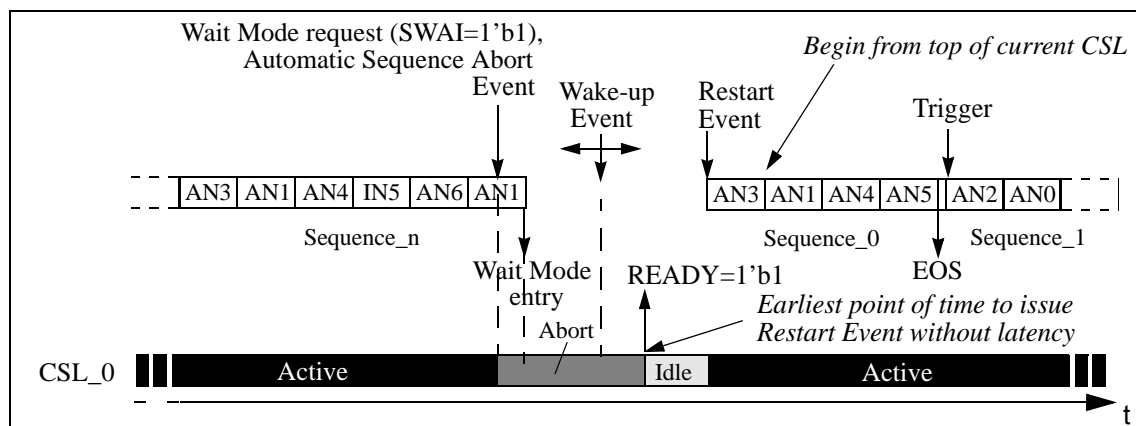 Wait Mode request (SWAI=1’b1),
Automatic Sequence Abort
Event
Begin from top of current CSL
Wake-up
Event
Restart
Event
Trigger
AN3 AN1 AN4 IN5 AN6 AN1
AN3 AN1 AN4 AN5 AN2 AN0
Sequence_n
Sequence_0
Sequence_1
Wait Mode
entry
READY=1’b1
EOS
Earliest point of time to issue
Restart Event without latency
Abort
CSL_0
Active
Idle
Active
t